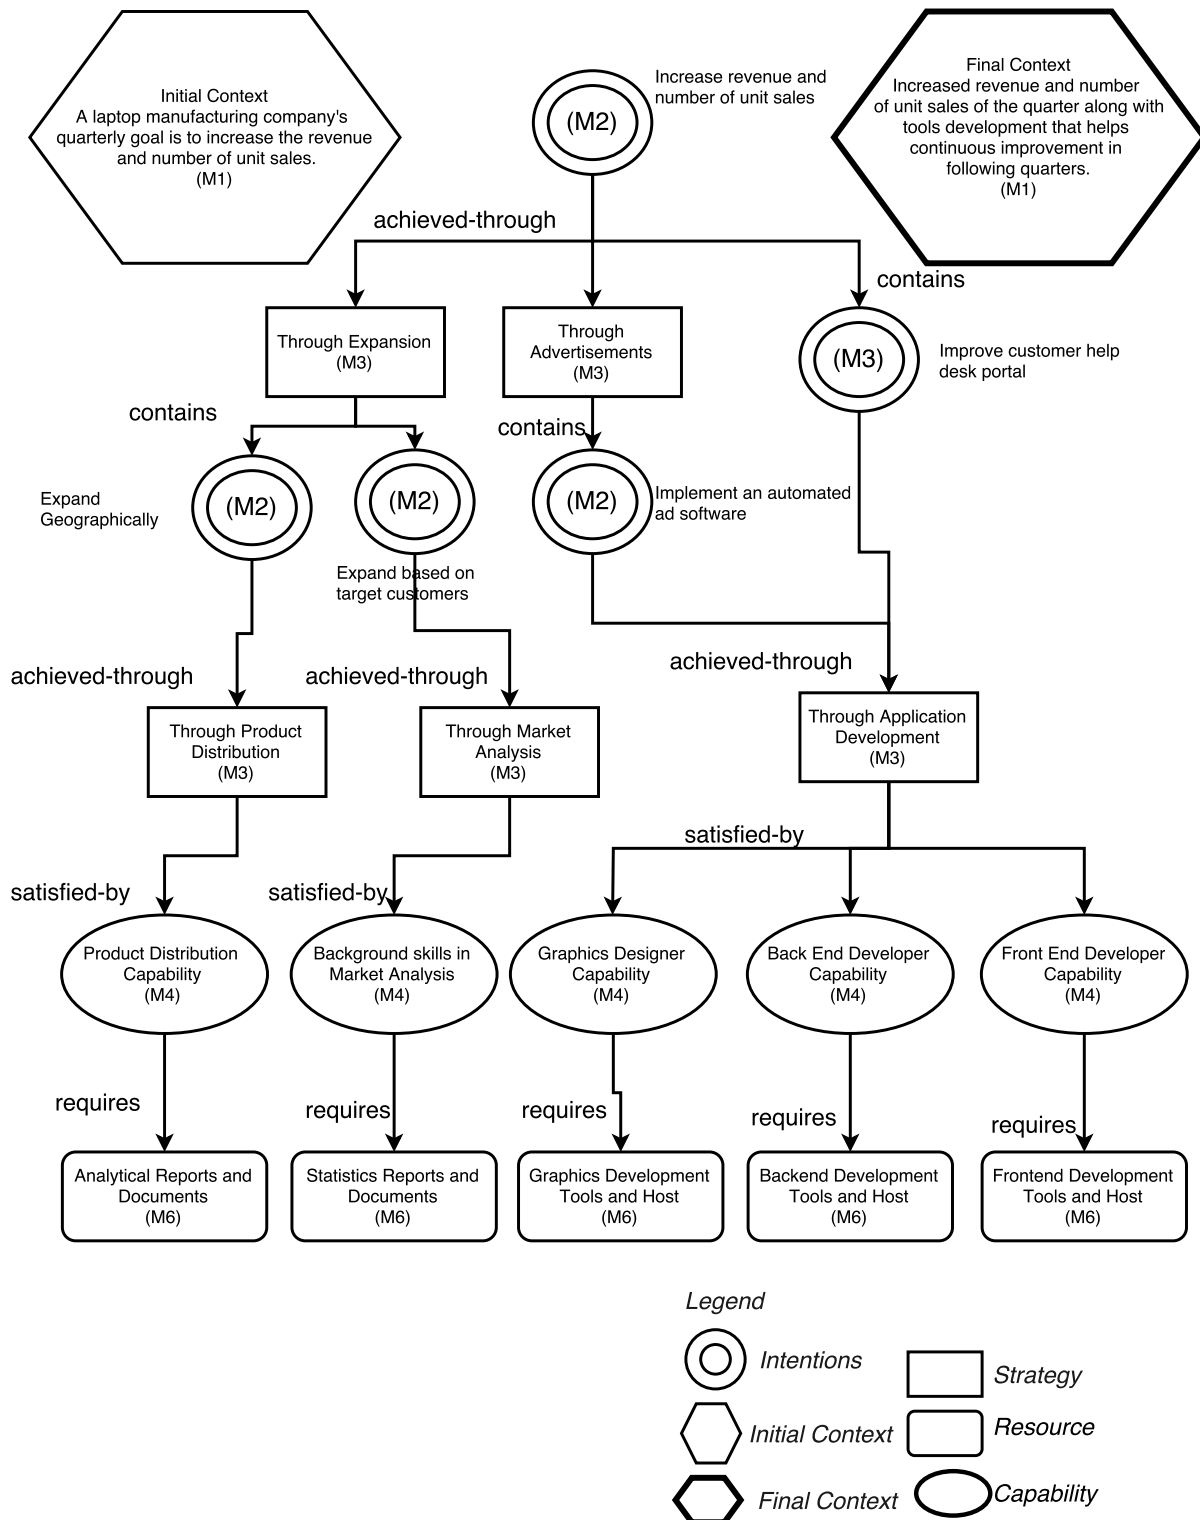 Initial Context
A laptop manufacturing company's
quarterly goal is to increase the revenue
and number of unit sales.
(M1)
(M2)
Increase revenue and
number of unit sales
Final Context
Increased revenue and number
of unit sales of the quarter along with
tools development that helps
continuous improvement in
following quarters.
(M1)
achieved-through
contains
Through Expansion
(M3)
Through
Advertisements
(M3)
(M3)
Improve customer help
desk portal
contains
contains
Expand
Geographically
(M2)
(M2)
Expand based on
target customers
(M2)
Implement an automated
ad software
achieved-through
achieved-through
achieved-through
Through Product
Distribution
(M3)
Through Market
Analysis
(M3)
Through Application
Development
(M3)
satisfied-by
satisfied-by
satisfied-by
Product Distribution
Capability
(M4)
Background skills in
Market Analysis
(M4)
Graphics Designer
Capability
(M4)
Back End Developer
Capability
(M4)
Front End Developer
Capability
(M4)
requires
requires
requires
requires
requires
Analytical Reports and
Documents
(M6)
Statistics Reports and
Documents
(M6)
Graphics Development
Tools and Host
(M6)
Backend Development
Tools and Host
(M6)
Frontend Development
Tools and Host
(M6)
Legend
Intentions
Strategy
Initial Context
Resource
Final Context
Capability